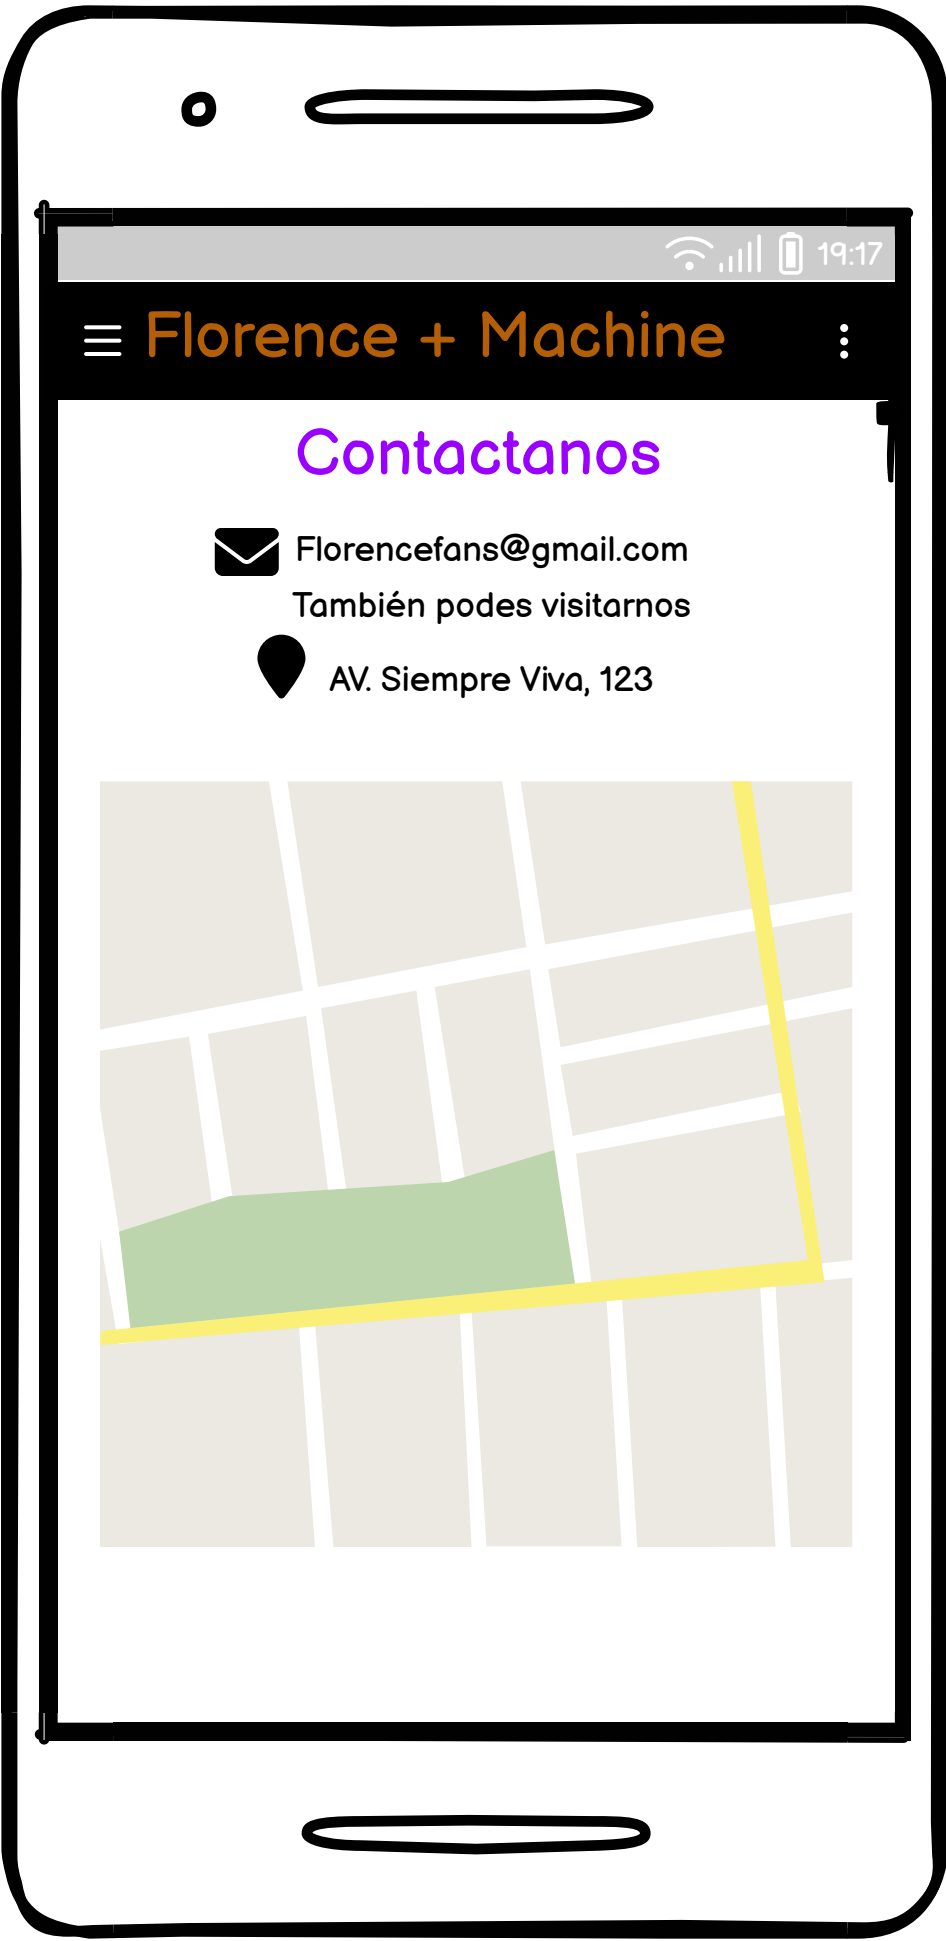 19:17
Florence + Machine
Contactanos
Florencefans@gmail.com
También podes visitarnos
AV. Siempre Viva, 123